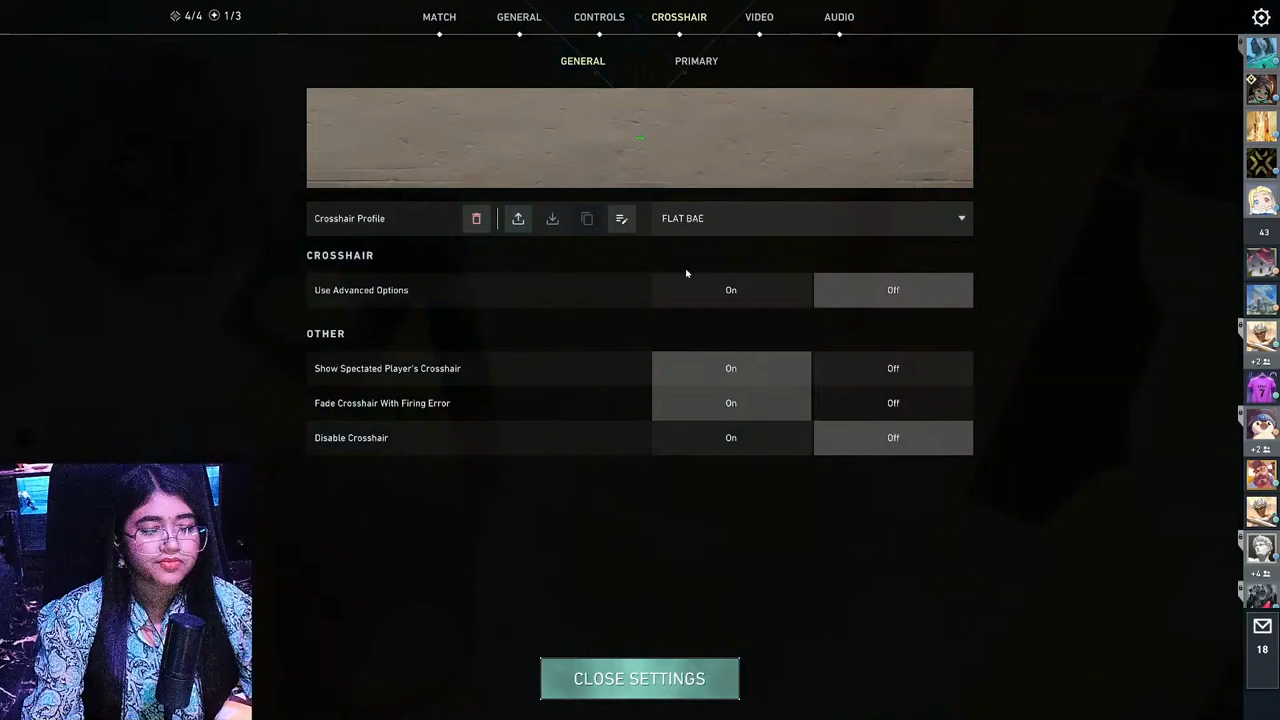 4/4 1/3
MATCH GENERAL CONTROLS CROSSHAIR VIDEO AUDIO
GENERAL PRIMARY
Crosshair Profile FLAT BAE
CROSSHAIR
Use Advanced Options On Off
OTHER
Show Spectated Player's Crosshair On Off
Fade Crosshair With Firing Error On Off
Disable Crosshair On Off
CLOSE SETTINGS
43
+2
7
+2
+4
18